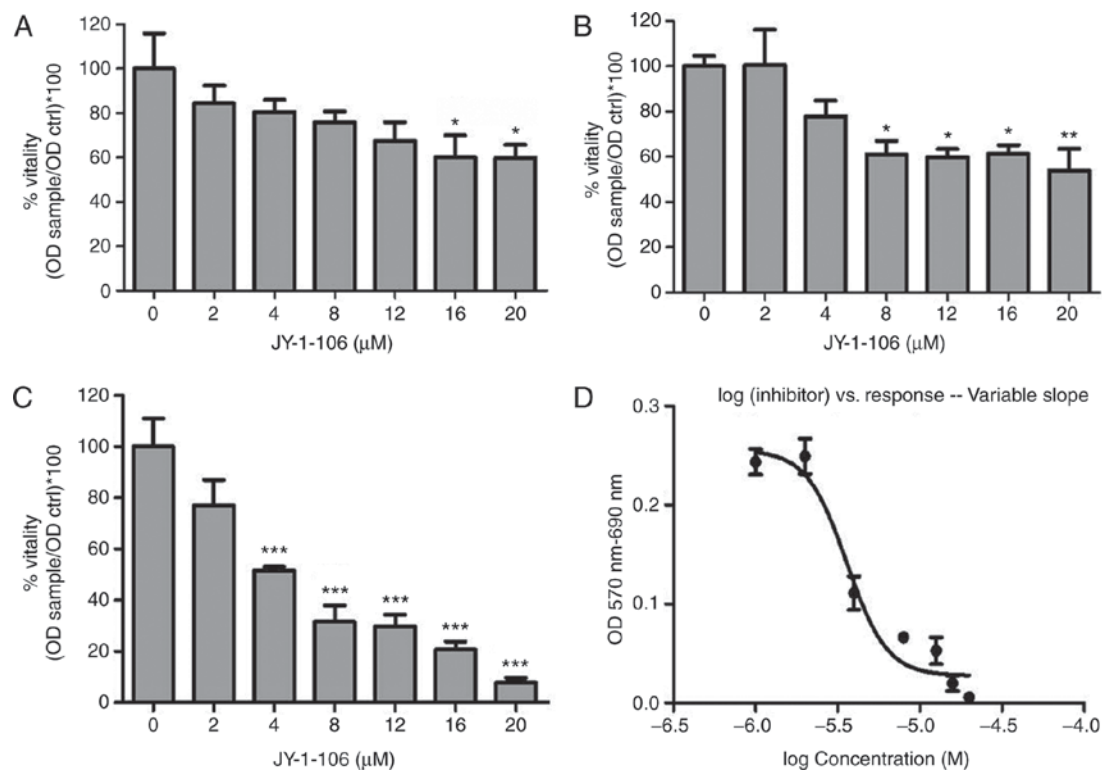 A
% vitality
(OD sample/OD ctrl)*100
120
100
80
60
40
20
0
* *
0 2 4 8 12 16 20
JY-1-106 (μM)
B
% vitality
(OD sample/OD ctrl)*100
120
100
80
60
40
20
0
* * * **
0 2 4 8 12 16 20
JY-1-106 (μM)
C
% vitality
(OD sample/OD ctrl)*100
120
100
80
60
40
20
0
*** *** *** *** ***
0 2 4 8 12 16 20
JY-1-106 (μM)
D
log (inhibitor) vs. response -- Variable slope
OD 570 nm-690 nm
0.3
0.2
0.1
0.0
−6.5 −6.0 −5.5 −5.0 −4.5 −4.0
log Concentration (M)